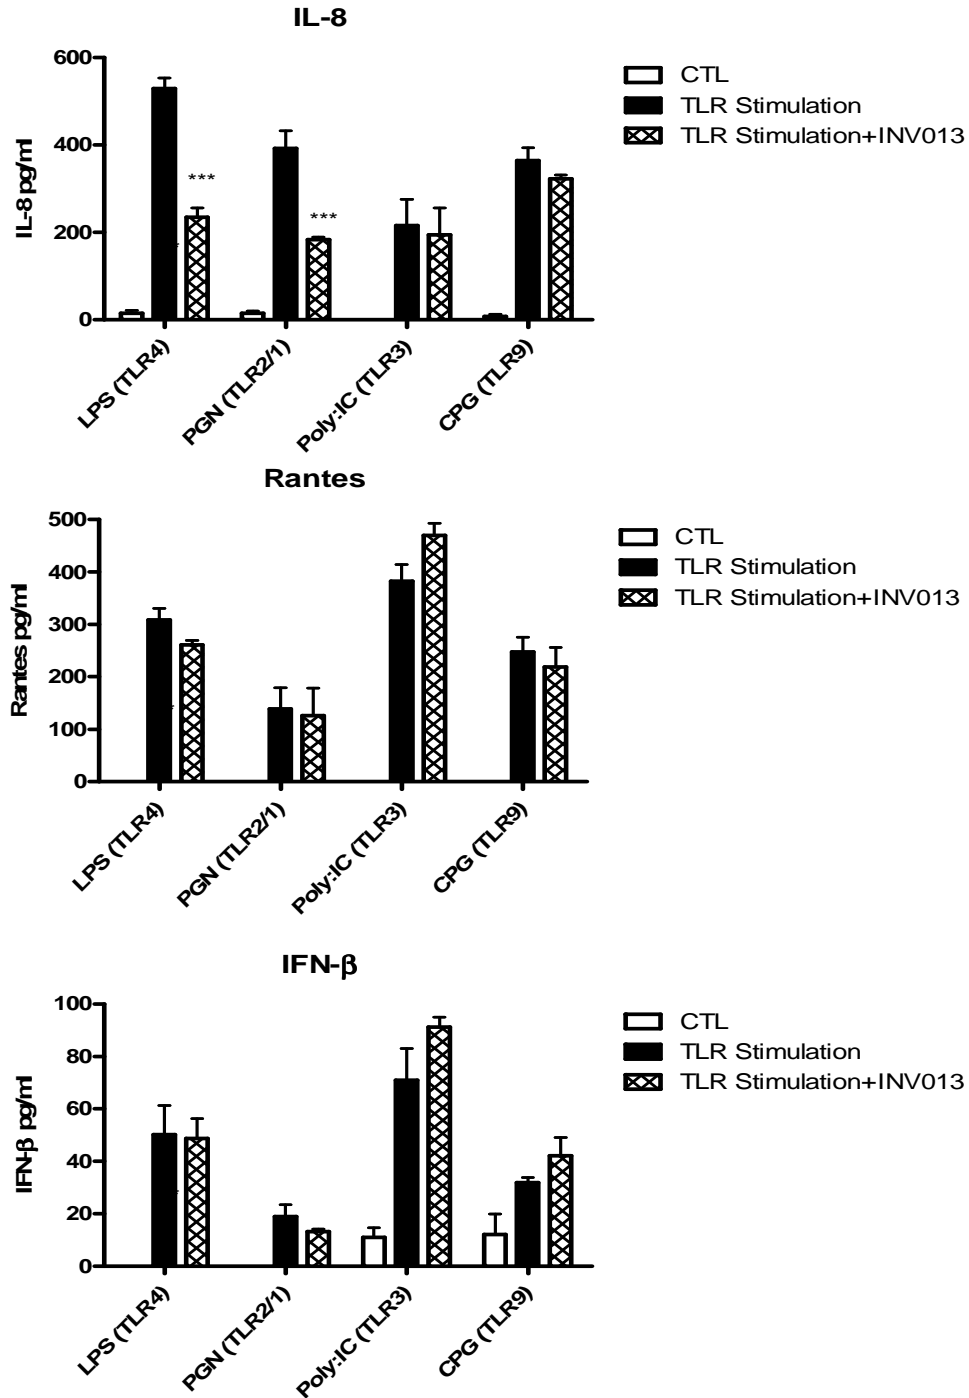 IL-8
600
400
200
0
IL-8 pg/ml
***
***
LPS (TLR4)
PGN (TLR2/1)
Poly:IC (TLR3)
CPG (TLR9)
CTL
TLR Stimulation
TLR Stimulation+INV013
Rantes
500
400
300
200
100
0
Rantes pg/ml
LPS (TLR4)
PGN (TLR2/1)
Poly:IC (TLR3)
CPG (TLR9)
CTL
TLR Stimulation
TLR Stimulation+INV013
IFN-β
100
80
60
40
20
0
IFN-β pg/ml
LPS (TLR4)
PGN (TLR2/1)
Poly:IC (TLR3)
CPG (TLR9)
CTL
TLR Stimulation
TLR Stimulation+INV013